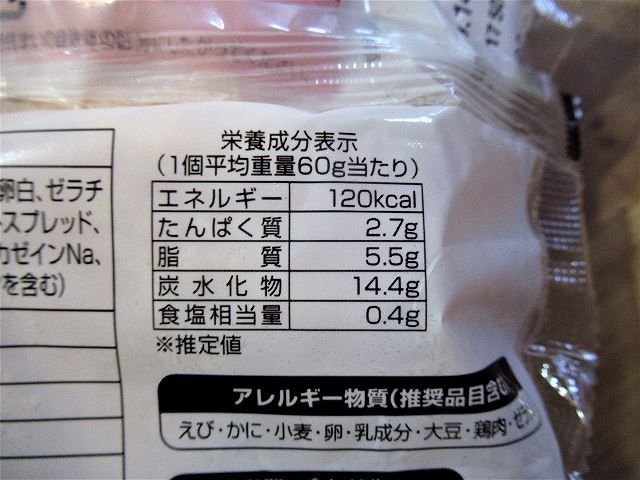 栄養成分表示
(1個平均重量60g当たり)
エネルギー 120kcal
たんぱく質 2.7g
脂質 5.5g
炭水化物 14.4g
食塩相当量 0.4g
※推定値
卵白、ゼラチ
スプレッド、
カゼインNa、
を含む)
アレルギー物質(推奨品目含む)
えび・かに・小麦・卵・乳成分・大豆・鶏肉・ゼラ